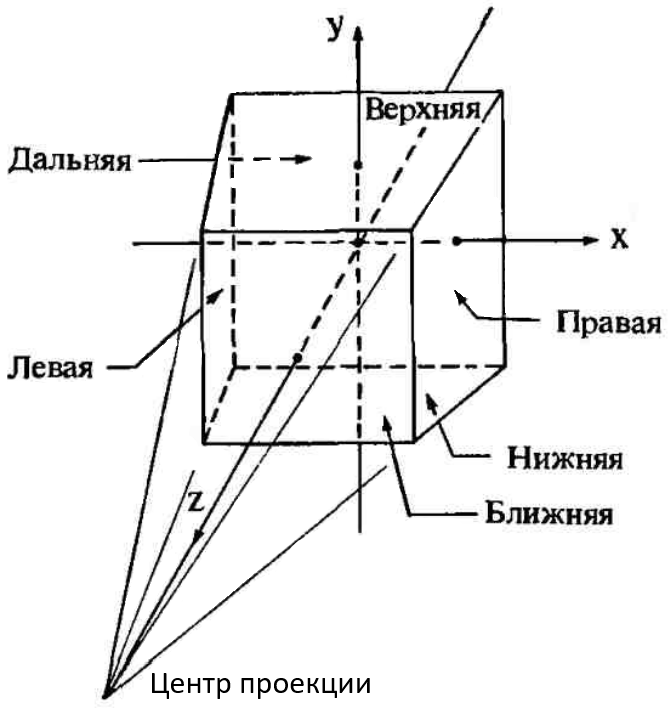 y
Верхняя
Дальняя
x
Правая
Левая
Нижняя
z
Ближняя
Центр проекции